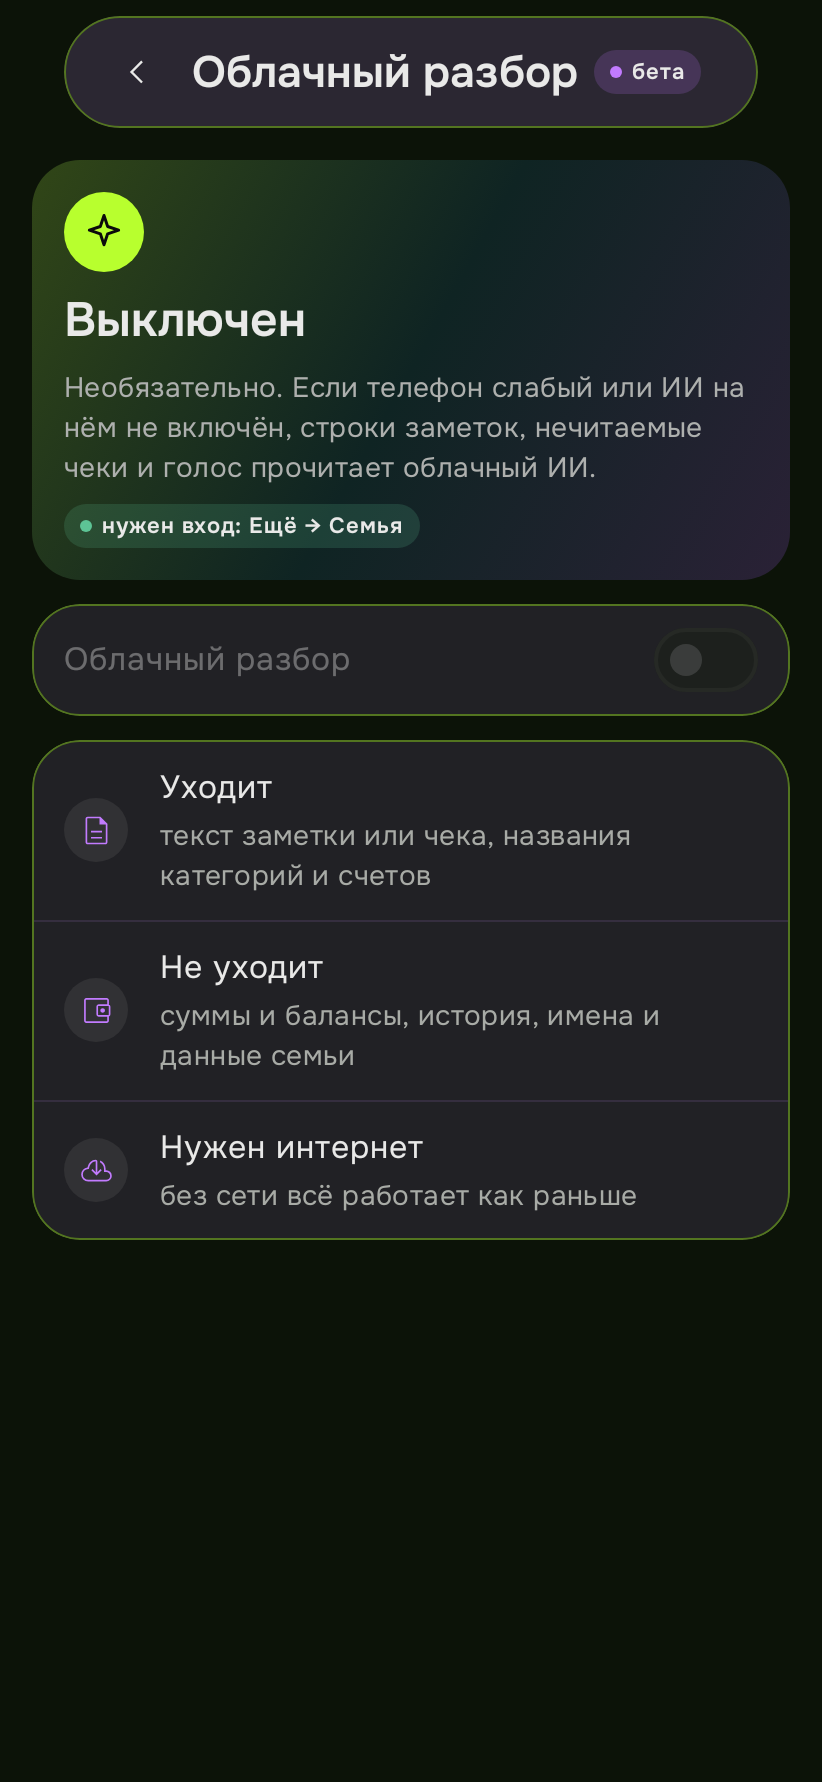 Облачный разбор
бета
Выключен
Необязательно. Если телефон слабый или ИИ на
нём не включён, строки заметок, нечитаемые
чеки и голос прочитает облачный ИИ.
нужен вход: Ещё → Семья
Облачный разбор
Уходит
текст заметки или чека, названия
категорий и счетов
Не уходит
суммы и балансы, история, имена и
данные семьи
Нужен интернет
без сети всё работает как раньше